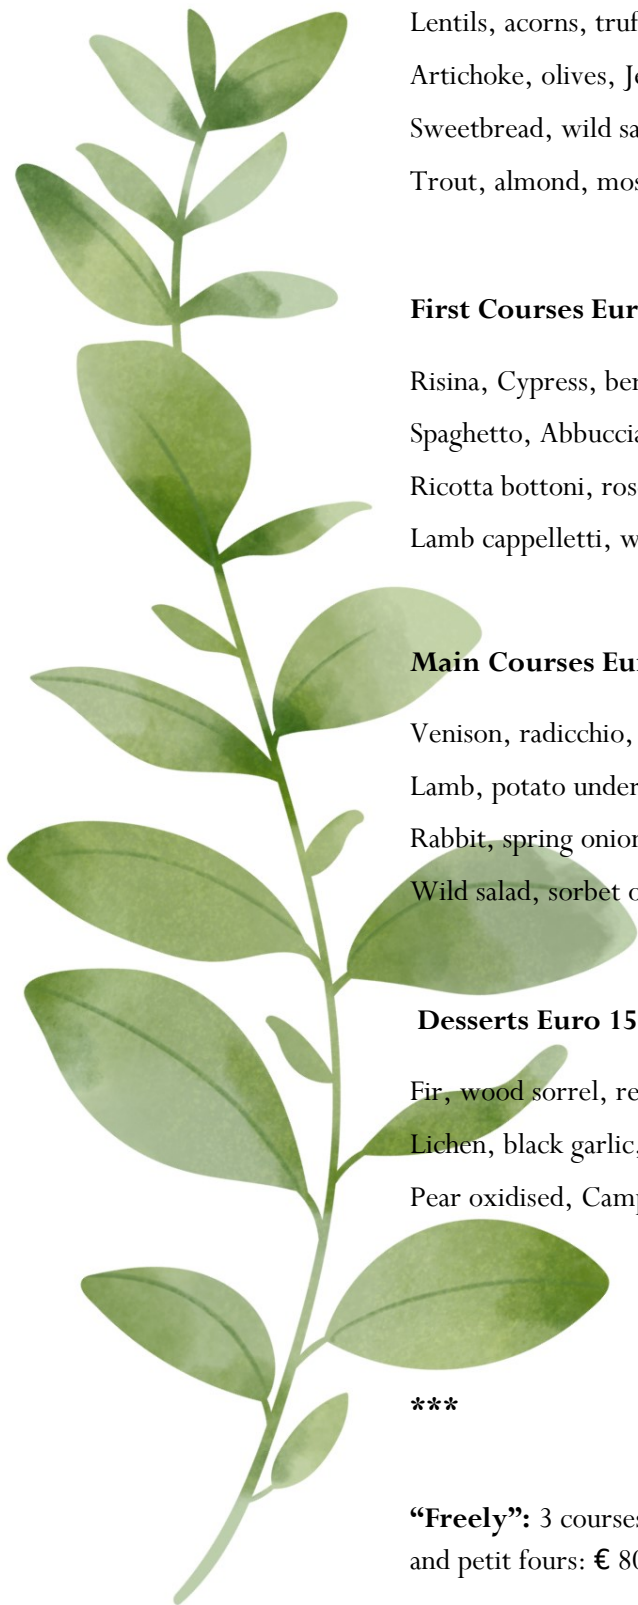 Lentils, acorns, truf
Artichoke, olives, Je
Sweetbread, wild sa
Trout, almond, mos
First Courses Eur
Risina, Cypress, ber
Spaghetto, Abbuccia
Ricotta bottoni, ros
Lamb cappelletti, w
Main Courses Eu
Venison, radicchio,
Lamb, potato under
Rabbit, spring onion
Wild salad, sorbet o
Desserts Euro 15
Fir, wood sorrel, re
Lichen, black garlic,
Pear oxidised, Camp
***
“Freely”: 3 courses
and petit fours: € 80